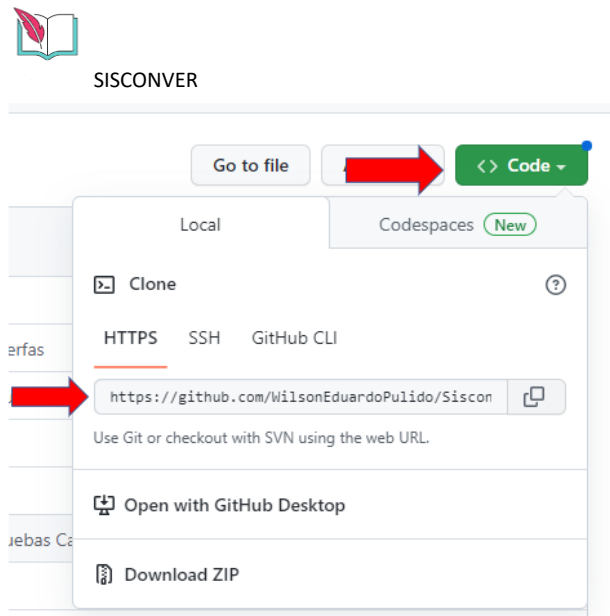 SISCONVER
Go to file
<> Code
Local
Codespaces New
Clone
HTTPS SSH GitHub CLI
erfas
https://github.com/WilsonEduardoPulido/Siscon
Use Git or checkout with SVN using the web URL.
Open with GitHub Desktop
uebas Ca
Download ZIP